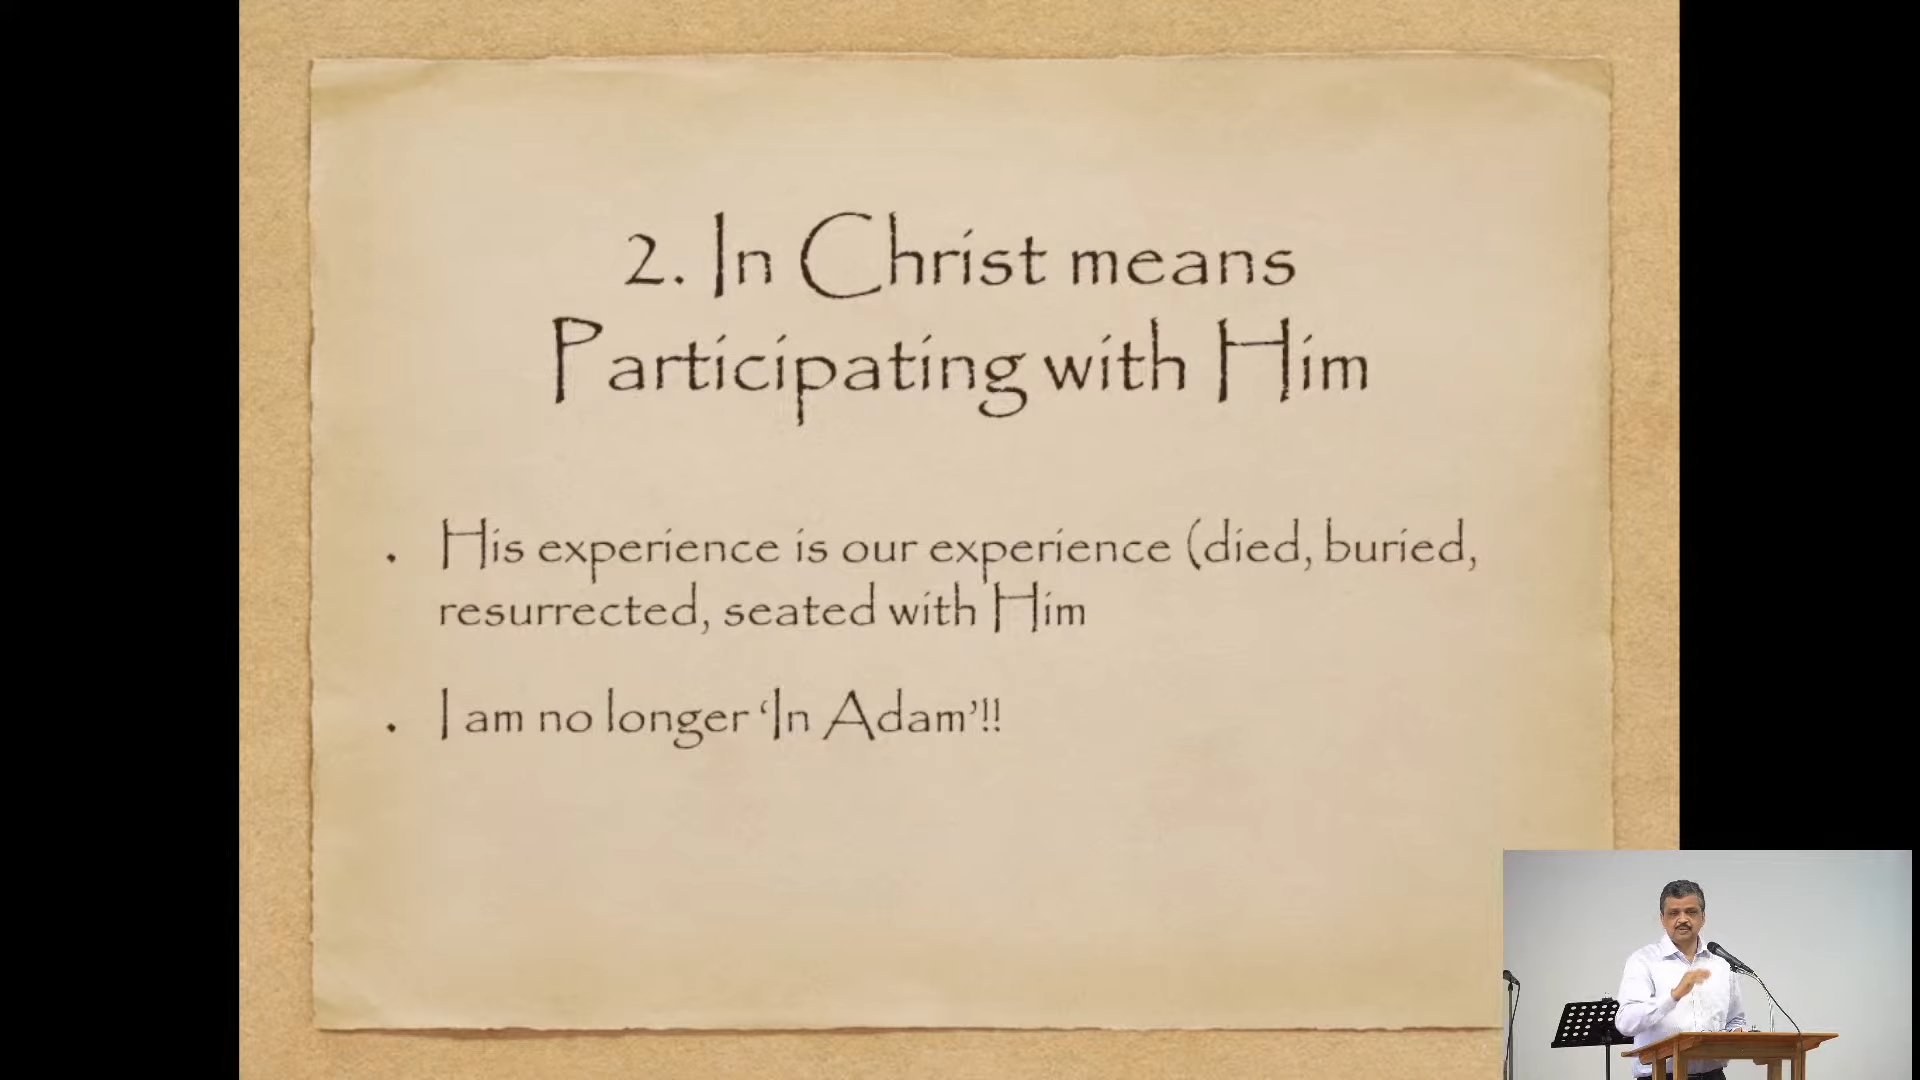 2. In Christ means
Participating with Him
. His experience is our experience (died, buried,
resurrected, seated with Him
. I am no longer ‘In Adam’!!